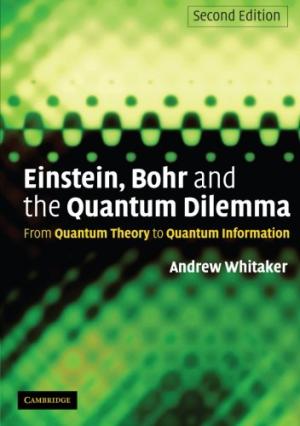 Second Edition
Einstein, Bohr and
the Quantum Dilemma
From Quantum Theory to Quantum Information
Andrew Whitaker
CAMBRIDGE